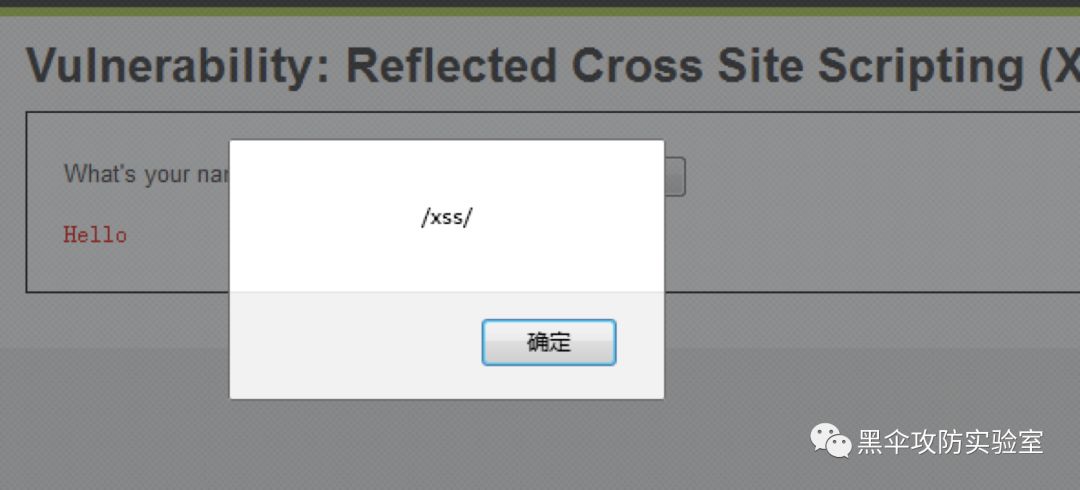 Vulnerability: Reflected Cross Site Scripting (X
What's your nar
/xss/
Hello
确定
黑伞攻防实验室